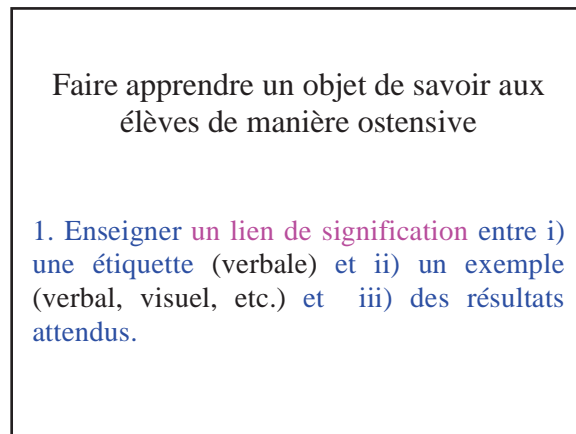 Faire apprendre un objet de savoir aux
élèves de manière ostensive
1. Enseigner un lien de signification entre i)
une étiquette (verbale) et ii) un exemple
(verbal, visuel, etc.) et iii) des résultats
attendus.